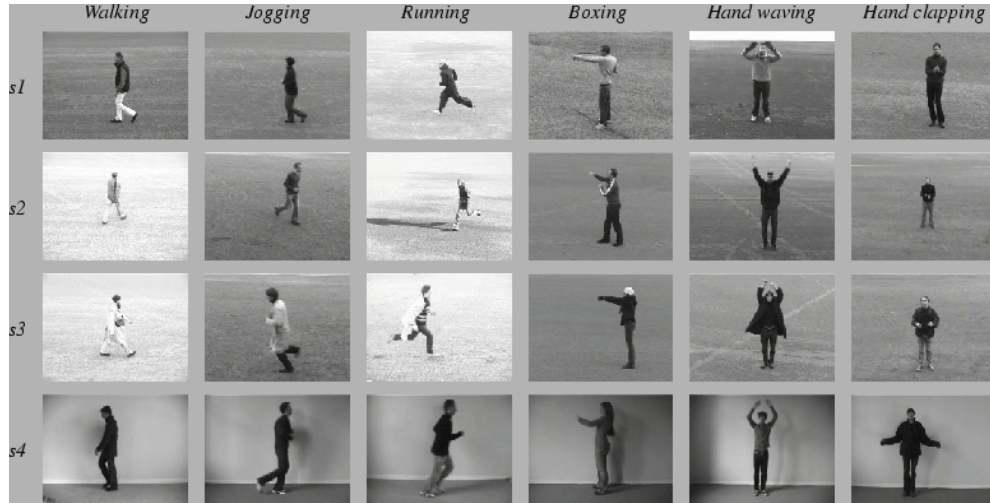 Walking Jogging Running Boxing Hand waving Hand clapping
s1
s2
s3
s4